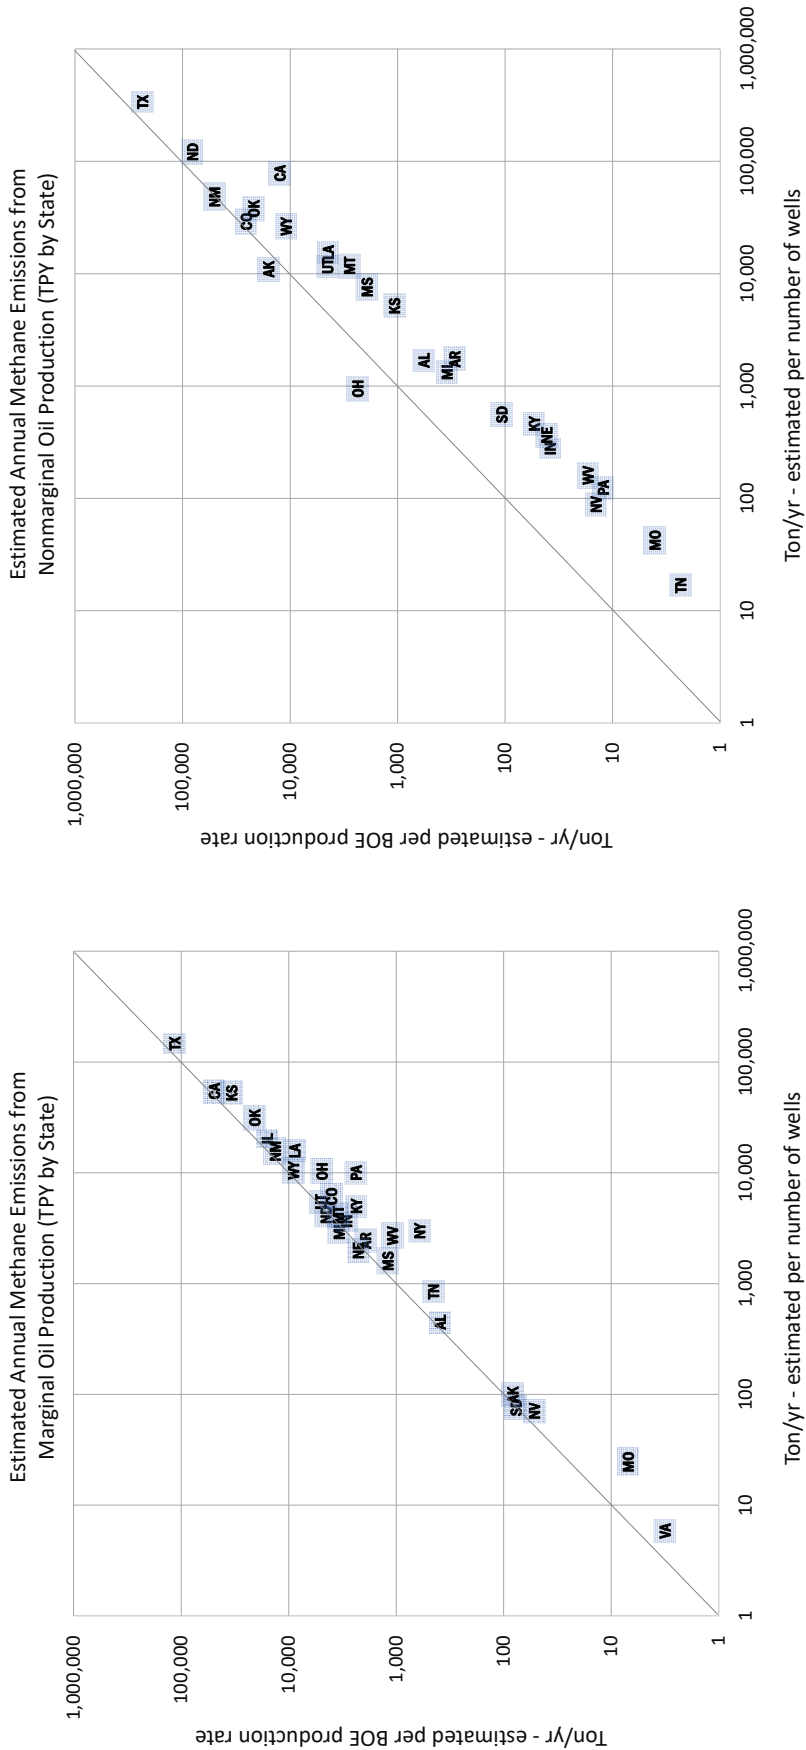 Estimated Annual Methane Emissions from
Marginal Oil Production (TPY by State)
Ton/yr - estimated per BOE production rate
1,000,000
100,000
10,000
1,000
100
10
1
TX
CA
KS
OK
IL
NM
WY LA
OH
UT
CO
PA
KY
MT
IN
NE
AR
MS
WV
NY
TN
AL
AK
SD
NV
MO
VA
1
10
100
1,000
10,000
100,000
1,000,000
Ton/yr - estimated per number of wells
Estimated Annual Methane Emissions from
Nonmarginal Oil Production (TPY by State)
Ton/yr - estimated per BOE production rate
1,000,000
100,000
10,000
1,000
100
10
1
TX
ND
NM
CO
OK
CA
WY
AK
UT LA
MT
MS
OH
KS
AL
MI
AR
SD
KY
NE
IN
WV
NV
PA
MO
TN
1
10
100
1,000
10,000
100,000
1,000,000
Ton/yr - estimated per number of wells